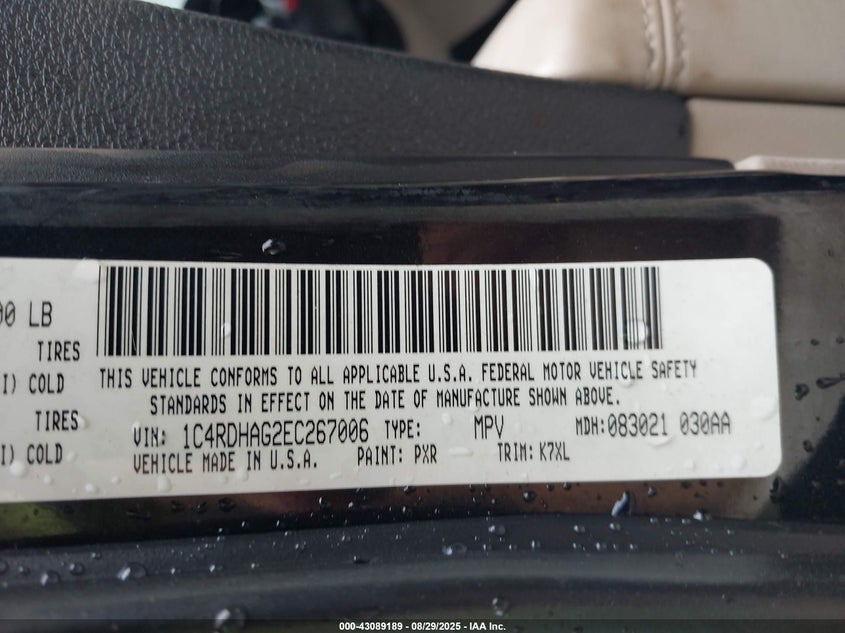 00 LB
TIRES
I) COLD
TIRES
I) COLD
THIS VEHICLE CONFORMS TO ALL APPLICABLE U.S.A. FEDERAL MOTOR VEHICLE SAFETY
STANDARDS IN EFFECT ON THE DATE OF MANUFACTURE SHOWN ABOVE.
VIN: 1C4RDHAG2EC267006 TYPE: MPV MDH:083021 030AA
VEHICLE MADE IN U.S.A. PAINT: PXR TRIM: K7XL
000-43089189 - 08/29/2025 - IAA Inc.